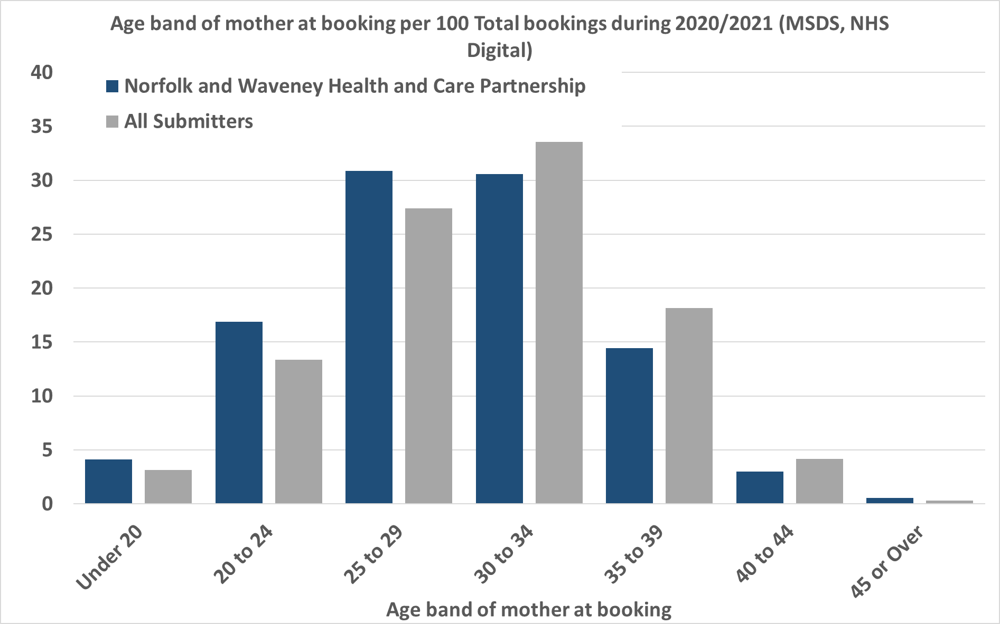 Age band of mother at booking per 100 Total bookings during 2020/2021 (MSDS, NHS
Digital)
40
35
30
25
20
15
10
5
0
Norfolk and Waveney Health and Care Partnership
All Submitters
Under 20
20 to 24
25 to 29
30 to 34
35 to 39
40 to 44
45 or Over
Age band of mother at booking